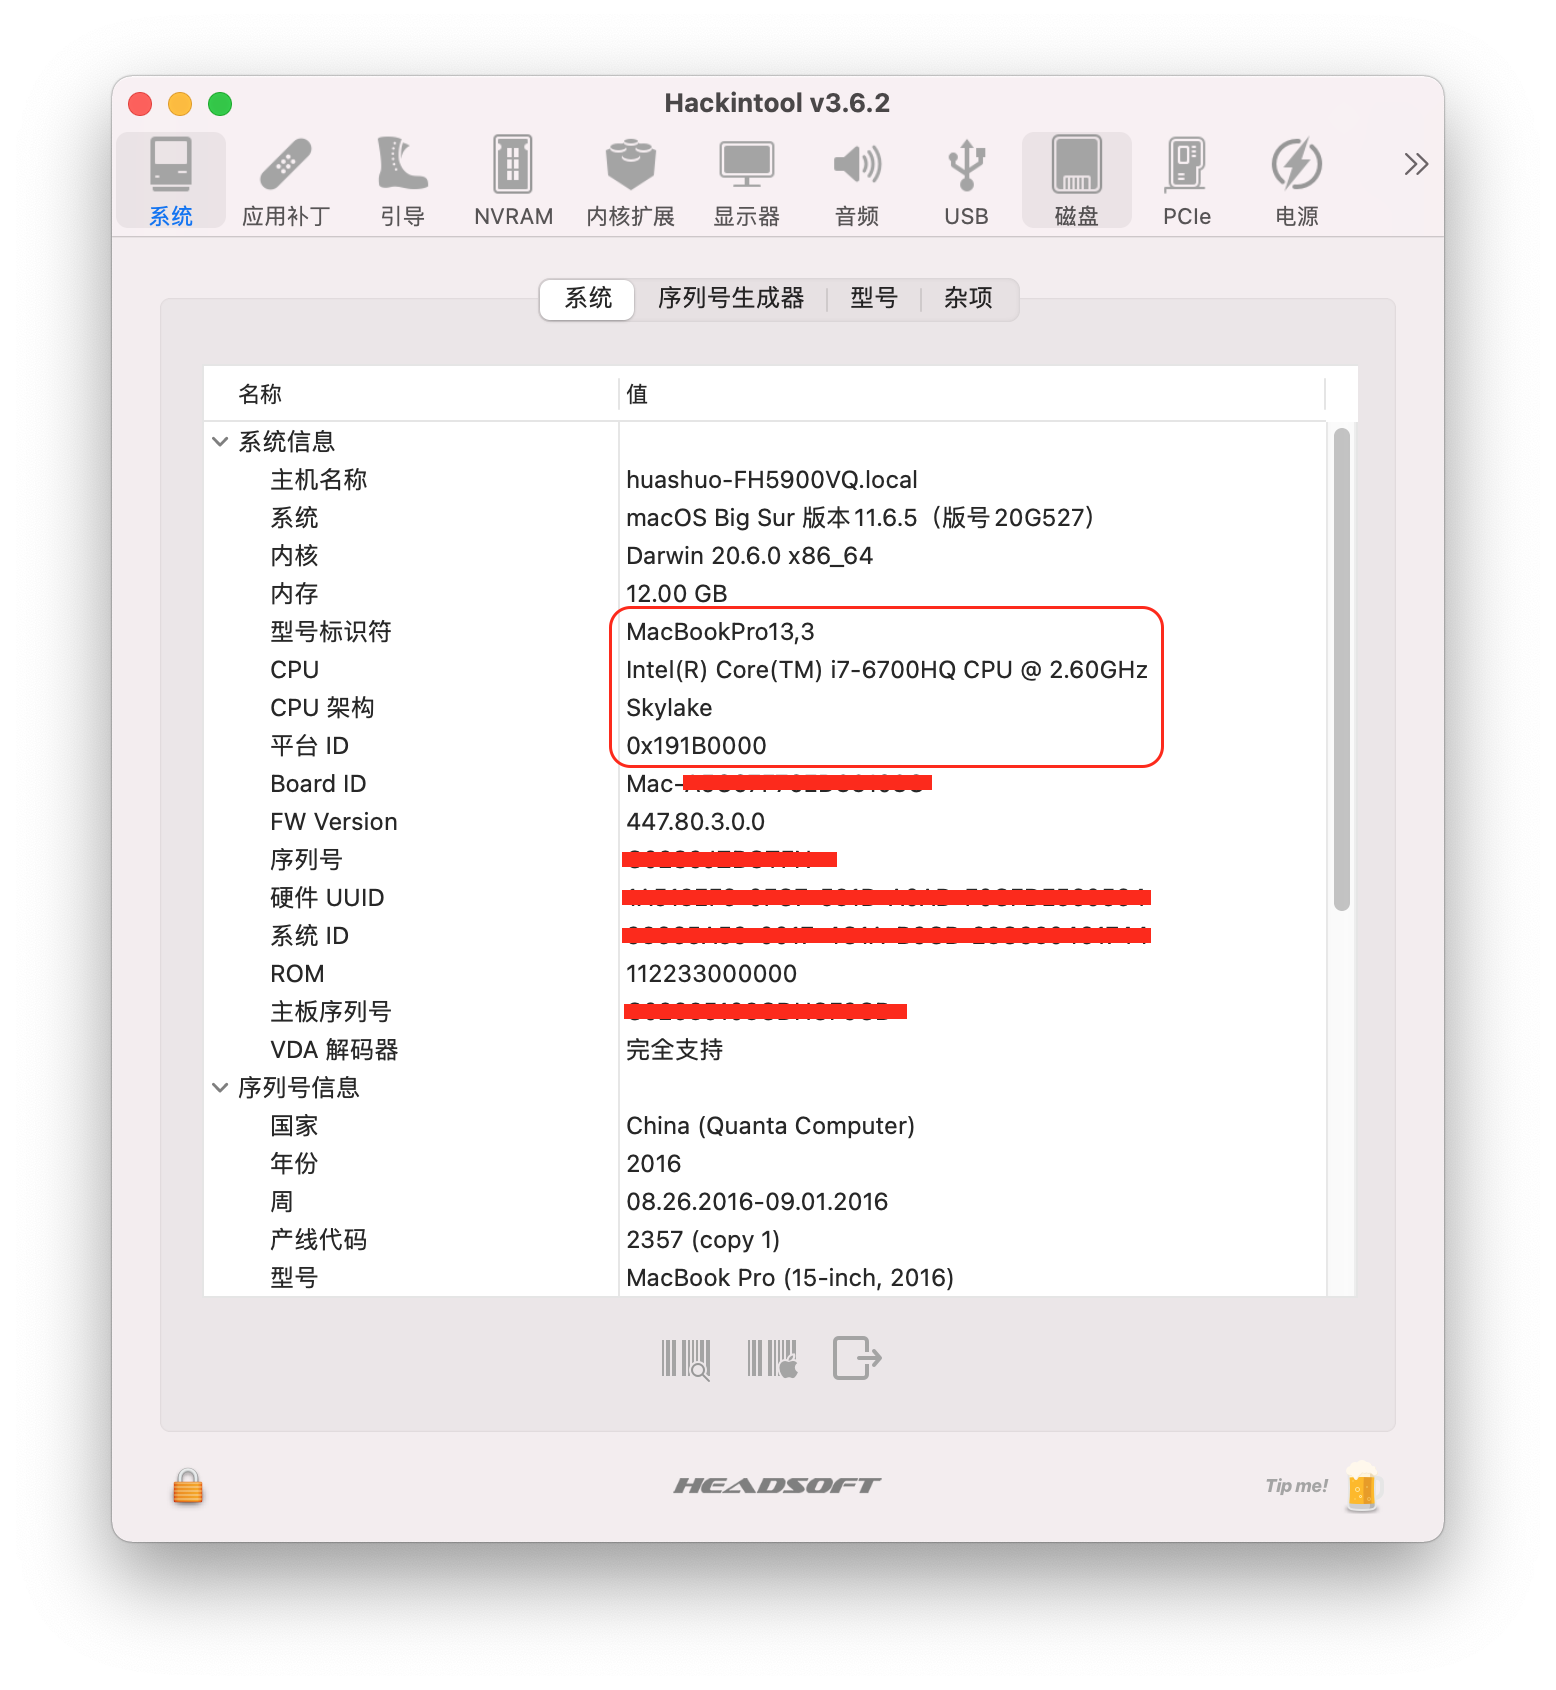 Hackintool v3.6.2
系统 应用补丁 引导 NVRAM 内核扩展 显示器 音频 USB 磁盘 PCIe 电源
系统 序列号生成器 型号 杂项
名称 值
系统信息
主机名称 huashuo-FH5900VQ.local
系统 macOS Big Sur 版本11.6.5（版号20G527）
内核 Darwin 20.6.0 x86_64
内存 12.00 GB
型号标识符 MacBookPro13,3
CPU Intel(R) Core(TM) i7-6700HQ CPU @ 2.60GHz
CPU 架构 Skylake
平台 ID 0x191B0000
Board ID Mac-
FW Version 447.80.3.0.0
序列号
硬件 UUID
系统 ID
ROM 112233000000
主板序列号
VDA 解码器 完全支持
序列号信息
国家 China (Quanta Computer)
年份 2016
周 08.26.2016-09.01.2016
产线代码 2357 (copy 1)
型号 MacBook Pro (15-inch, 2016)
HEADSOFT
Tip me!